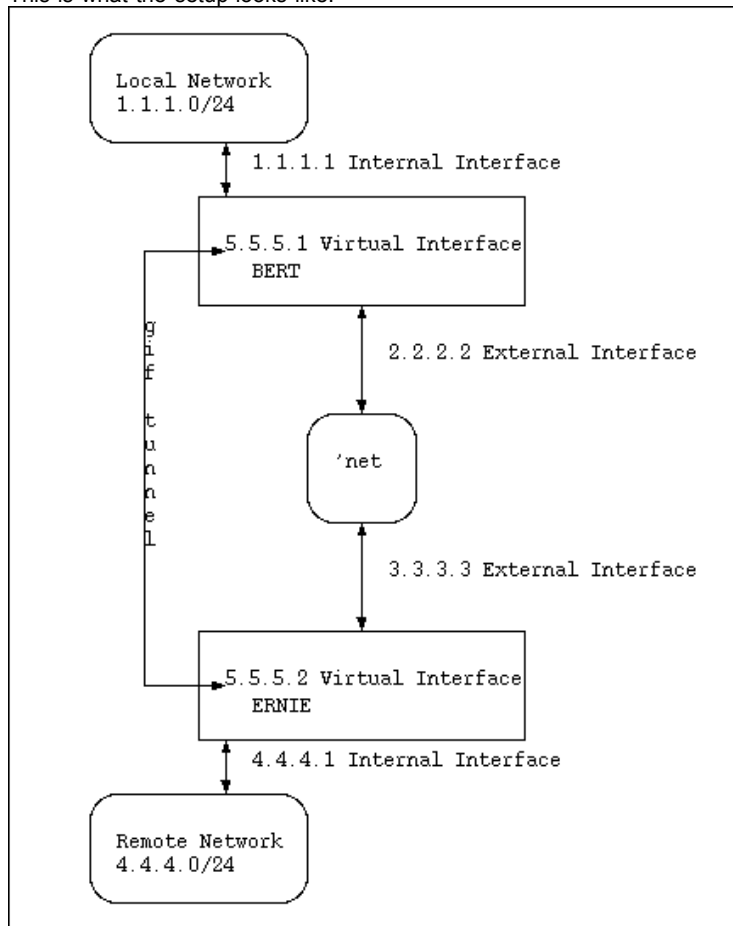 This is what the setup looks like:
Local Network
1.1.1.0/24
1.1.1.1 Internal Interface
5.5.5.1 Virtual Interface
BERT
gif tunnel
2.2.2.2 External Interface
'net
3.3.3.3 External Interface
5.5.5.2 Virtual Interface
ERNIE
4.4.4.1 Internal Interface
Remote Network
4.4.4.0/24